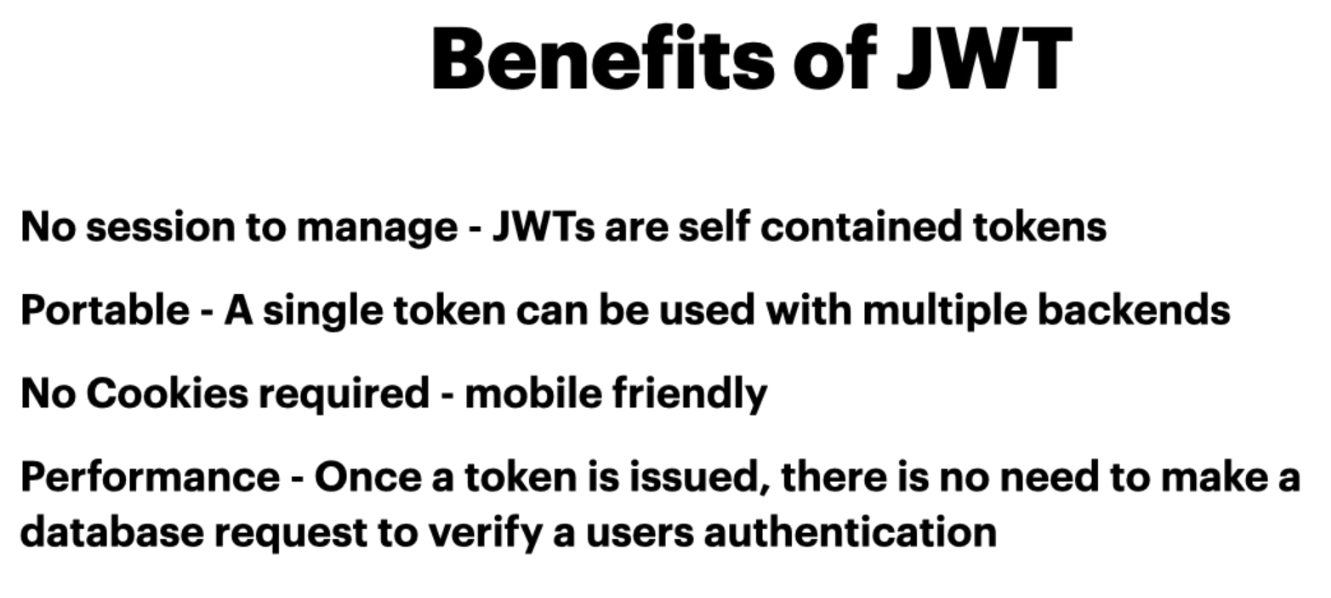 Benefits of JWT
No session to manage - JWTs are self contained tokens
Portable - A single token can be used with multiple backends
No Cookies required - mobile friendly
Performance - Once a token is issued, there is no need to make a
database request to verify a users authentication